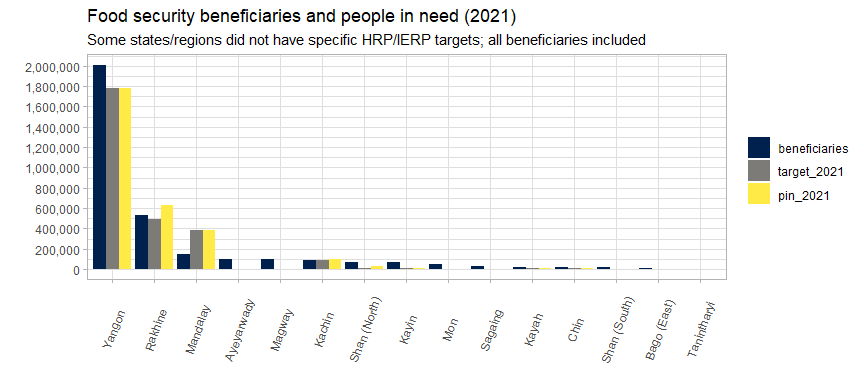 Food security beneficiaries and people in need (2021)
Some states/regions did not have specific HRP/IERP targets; all beneficiaries included
2,000,000
1,800,000
1,600,000
1,400,000
1,200,000
1,000,000
800,000
600,000
400,000
200,000
0
beneficiaries
target_2021
pin_2021
Yangon
Rakhine
Mandalay
Ayeyarwady
Magway
Kachin
Shan (North)
Kayin
Mon
Sagaing
Kayah
Chin
Shan (South)
Bago (East)
Tanintharyi